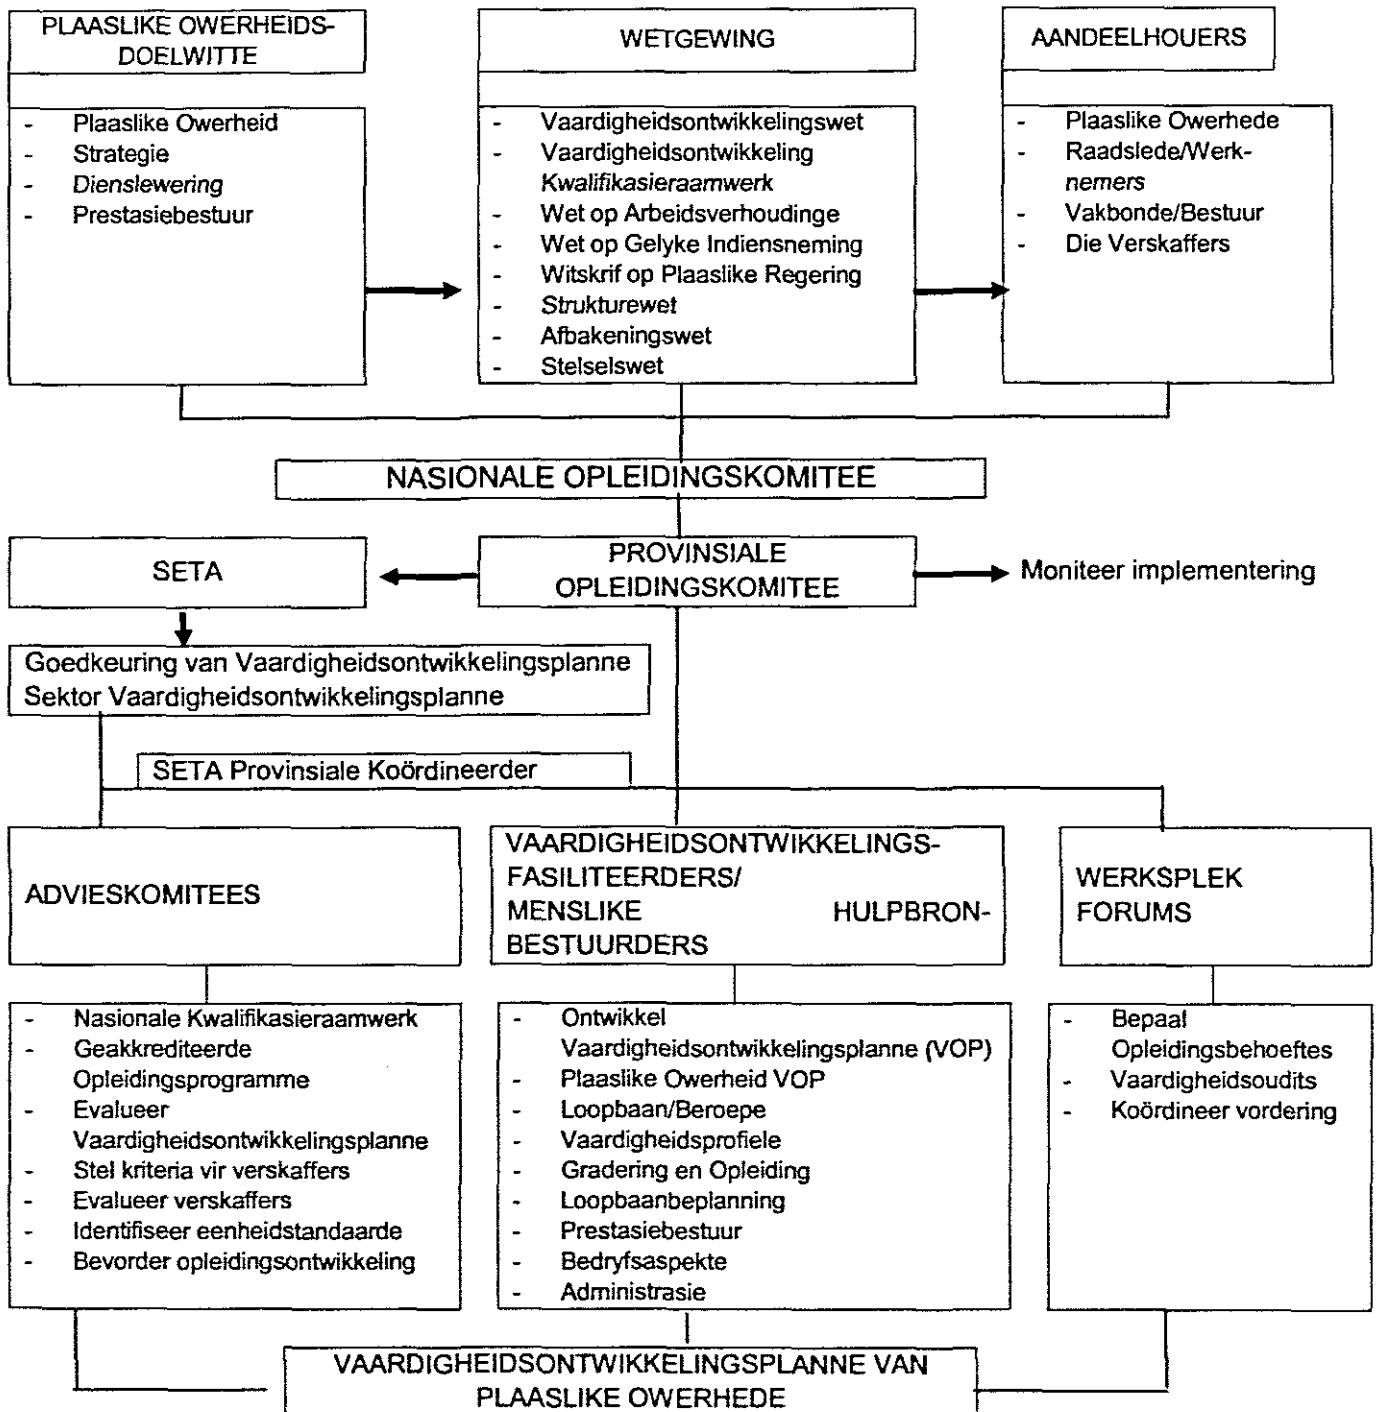 PLAASLIKE OWERHEIDS-
DOELWITTE
- Plaaslike Owerheid
- Strategie
- Dienslewering
- Prestasiebestuur
WETGEWING
- Vaardigheidsontwikkelingswet
- Vaardigheidsontwikkeling
Kwalifikasieraamwerk
- Wet op Arbeidsverhoudinge
- Wet op Gelyke Indiensneming
- Witskrif op Plaaslike Regering
- Strukturewet
- Afbakeningswet
- Stelselswet
AANDEELHOUERS
- Plaaslike Owerhede
- Raadslede/Werk-
nemers
- Vakbonde/Bestuur
- Die Verskaffers
NASIONALE OPLEIDINGSKOMITEE
SETA
PROVINSIALE
OPLEIDINGSKOMITEE
Moniteer implementering
Goedkeuring van Vaardigheidsontwikkelingsplanne
Sektor Vaardigheidsontwikkelingsplanne
SETA Provinsiale Koördineerder
ADVIESKOMITEES
- Nasionale Kwalifikasieraamwerk
- Geakkrediteerde
Opleidingsprogramme
- Evalueer
Vaardigheidsontwikkelingsplanne
- Stel kriteria vir verskaffers
- Evalueer verskaffers
- Identifiseer eenheidstandaarde
- Bevorder opleidingsontwikkeling
VAARDIGHEIDSONTWIKKELINGS-
FASILITEERDERS/
MENSLIKE HULPBRON-
BESTUURDERS
- Ontwikkel
Vaardigheidsontwikkelingsplanne (VOP)
- Plaaslike Owerheid VOP
- Loopbaan/Beroepe
- Vaardigheidsprofiele
- Gradering en Opleiding
- Loopbaanbeplanning
- Prestasiebestuur
- Bedryfsaspekte
- Administrasie
WERKSPLEK
FORUMS
- Bepaal
Opleidingsbehoeftes
- Vaardigheidsoudits
- Koördineer vordering
VAARDIGHEIDSONTWIKKELINGSPLANNE VAN
PLAASLIKE OWERHEDE